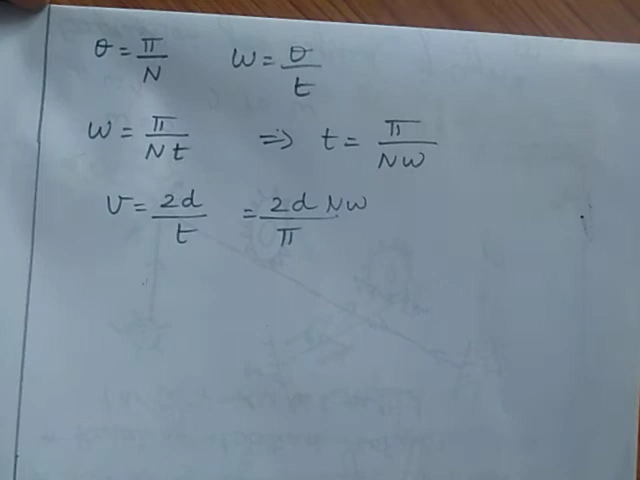 θ = π/N    ω = θ/t
ω = π/Nt    ⇒ t = π/Nω
v = 2d/t = 2dNω/π